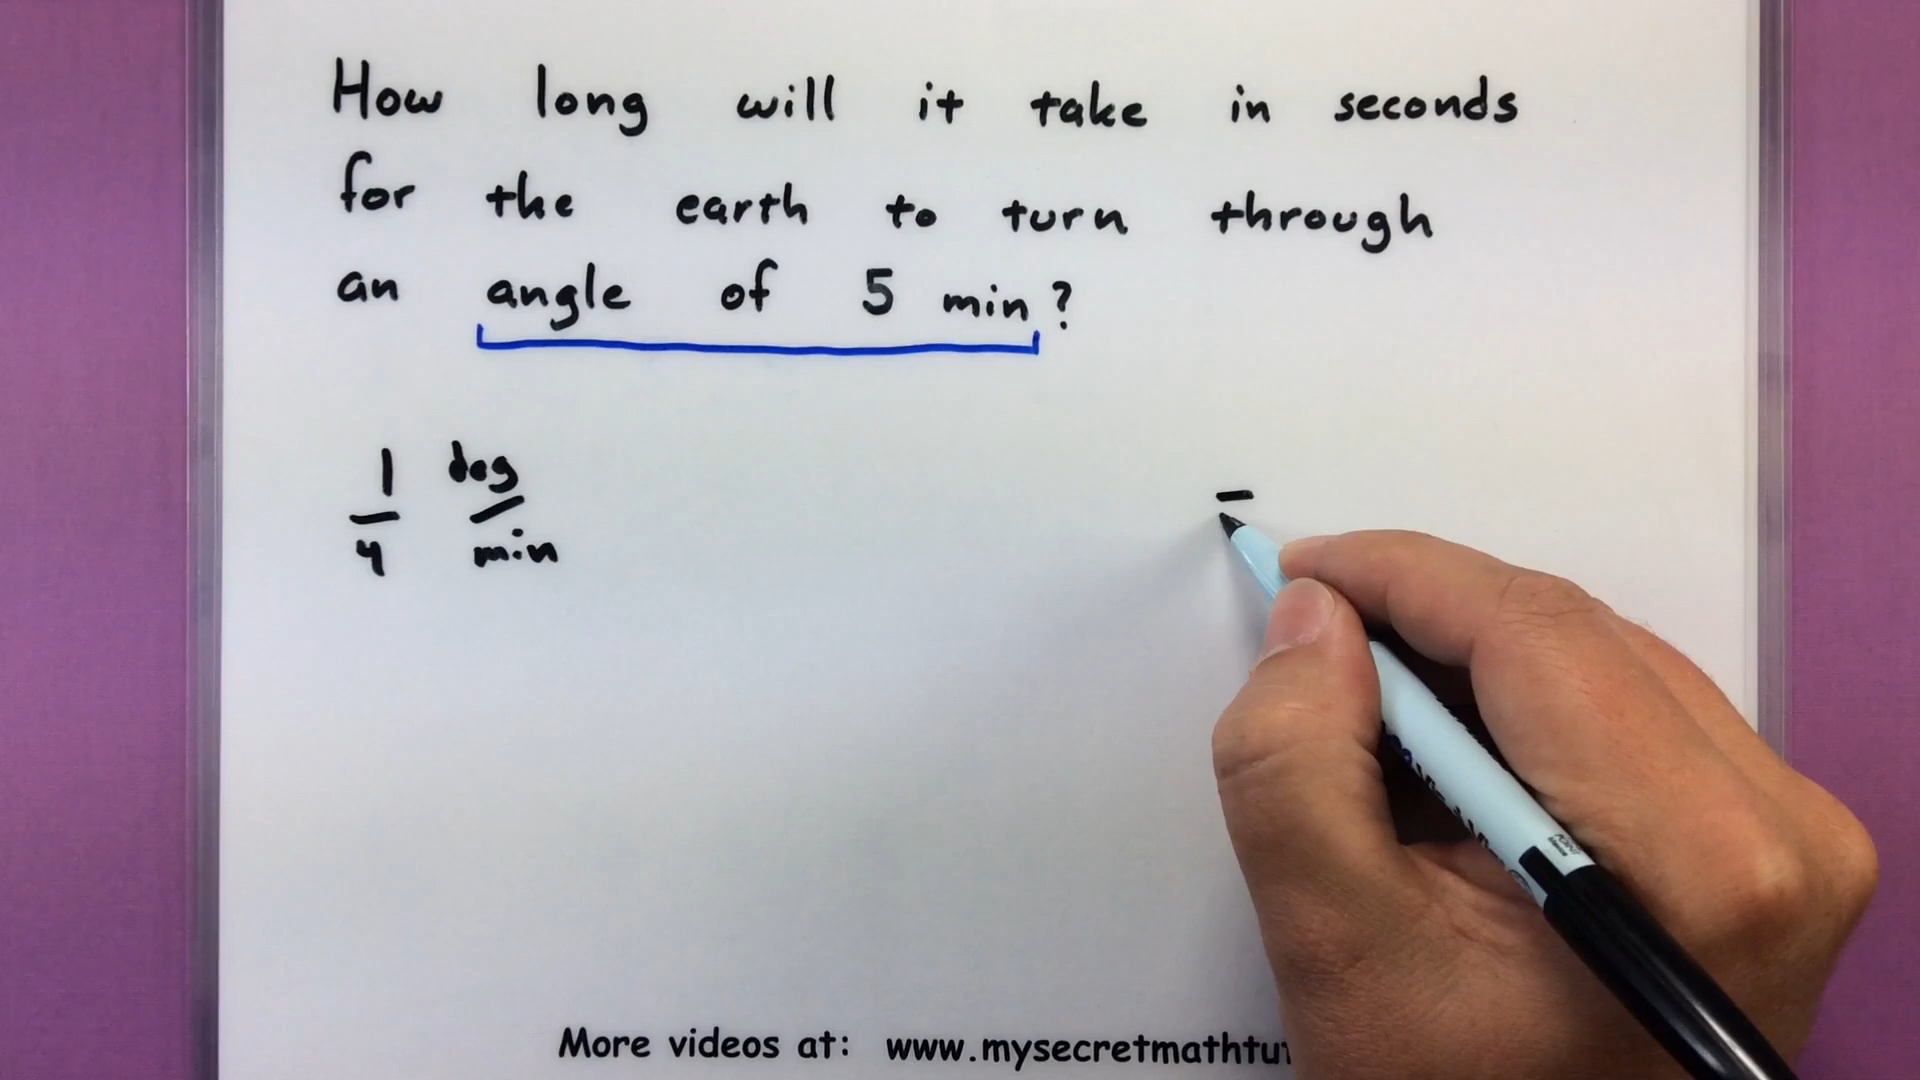 How long will it take in seconds
for the earth to turn through
an angle of 5 min?
1 deg
4 min
More videos at: www.mysecretmathtu